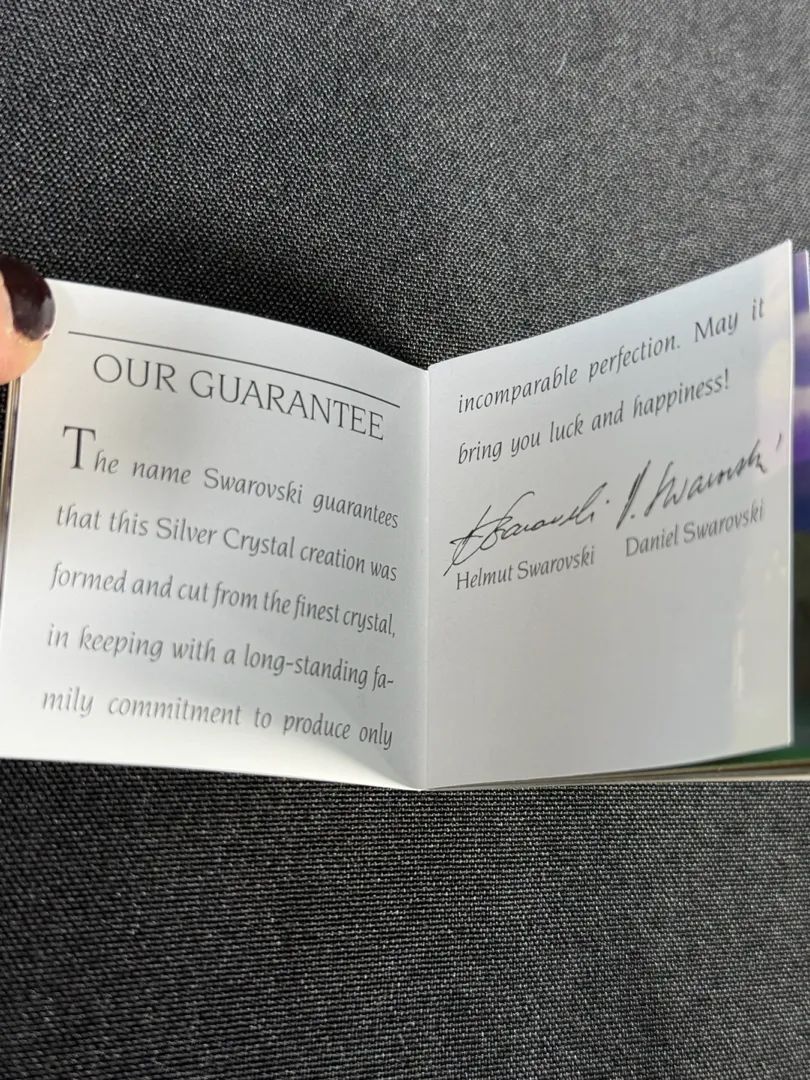 OUR GUARANTEE
The name Swarovski guarantees
that this Silver Crystal creation was
formed and cut from the finest crystal,
in keeping with a long-standing fa-
mily commitment to produce only
incomparable perfection. May it
bring you luck and happiness!
H Swarovski D. Swarovski
Helmut Swarovski Daniel Swarovski